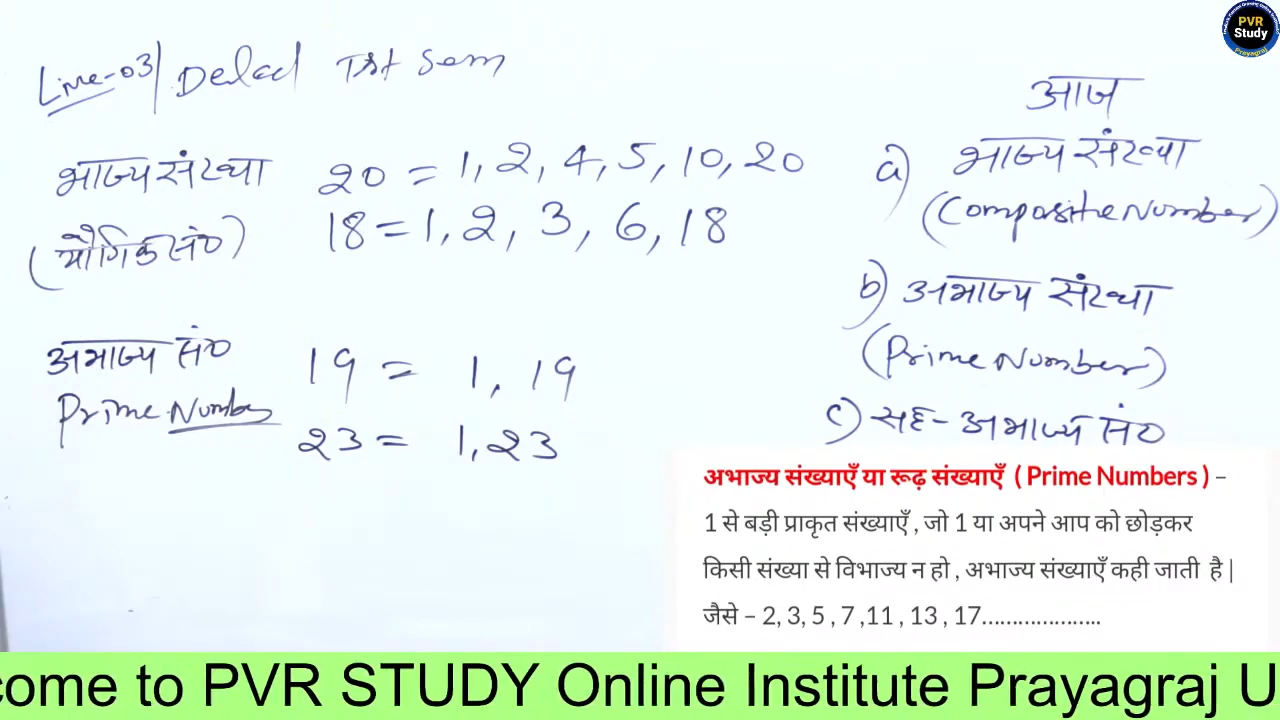 Live-03/ Deled Ist Sem
भाज्य संख्या 20 = 1, 2, 4, 5, 10, 20
(यौगिक सं०) 18 = 1, 2, 3, 6, 18
अभाज्य सं० 19 = 1, 19
Prime Number 23 = 1, 23
आज
a) भाज्य संख्या
(Composite Number)
b) अभाज्य संख्या
(Prime Number)
c) सह-अभाज्य सं०
अभाज्य संख्याएँ या रूढ़ संख्याएँ ( Prime Numbers ) –
1 से बड़ी प्राकृत संख्याएँ , जो 1 या अपने आप को छोड़कर
किसी संख्या से विभाज्य न हो , अभाज्य संख्याएँ कही जाती है |
जैसे – 2, 3, 5 , 7 ,11 , 13 , 17………………..
PVR
Study
Prayagraj
come to PVR STUDY Online Institute Prayagraj U